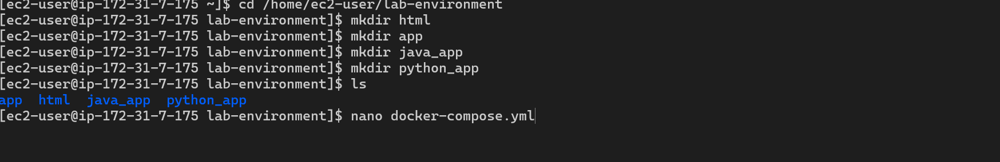 [ec2-user@ip-172-31-7-175 ~]$ cd /home/ec2-user/lab-environment
[ec2-user@ip-172-31-7-175 lab-environment]$ mkdir html
[ec2-user@ip-172-31-7-175 lab-environment]$ mkdir app
[ec2-user@ip-172-31-7-175 lab-environment]$ mkdir java_app
[ec2-user@ip-172-31-7-175 lab-environment]$ mkdir python_app
[ec2-user@ip-172-31-7-175 lab-environment]$ ls
app  html  java_app  python_app
[ec2-user@ip-172-31-7-175 lab-environment]$ nano docker-compose.yml